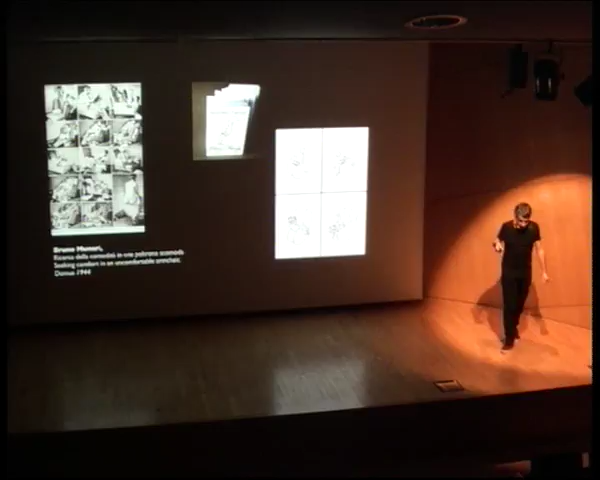 Bruno Munari,
Ricerca della comodità in una poltrona scomoda
Seeking comfort in an uncomfortable armchair,
Domus 1944